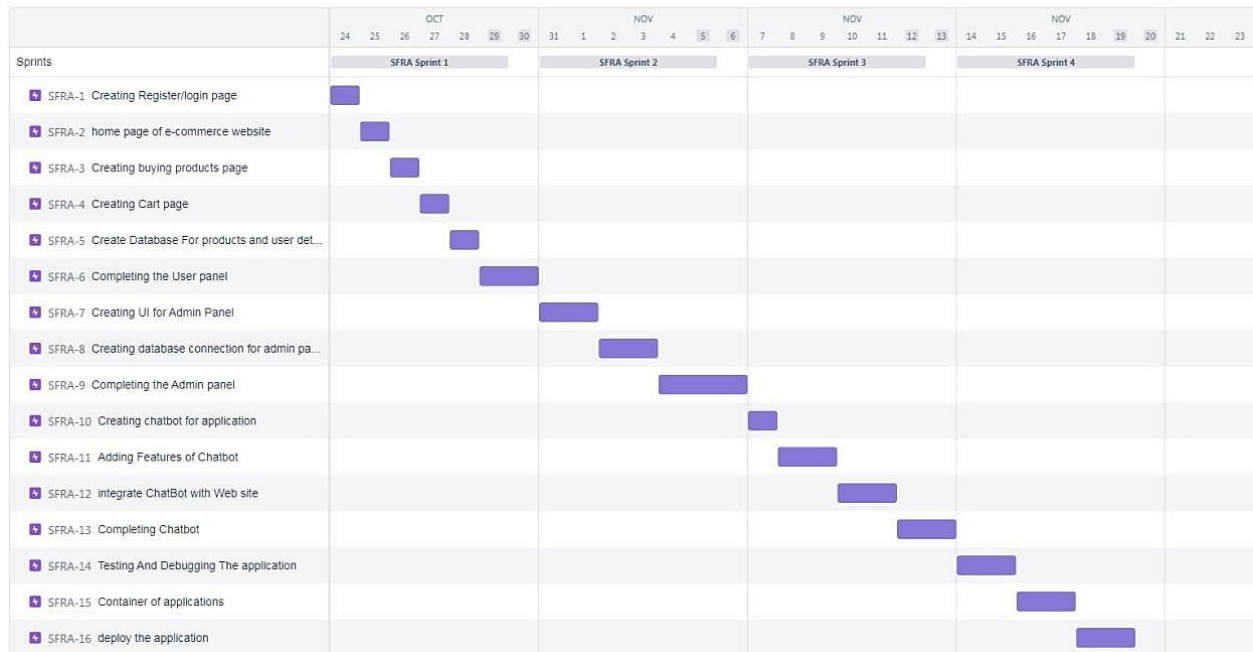 OCT NOV NOV NOV
24 25 26 27 28 29 30 31 1 2 3 4 5 6 7 8 9 10 11 12 13 14 15 16 17 18 19 20 21 22 23
Sprints SFRA Sprint 1 SFRA Sprint 2 SFRA Sprint 3 SFRA Sprint 4
SFRA-1 Creating Register/login page
SFRA-2 home page of e-commerce website
SFRA-3 Creating buying products page
SFRA-4 Creating Cart page
SFRA-5 Create Database For products and user det...
SFRA-6 Completing the User panel
SFRA-7 Creating UI for Admin Panel
SFRA-8 Creating database connection for admin pa...
SFRA-9 Completing the Admin panel
SFRA-10 Creating chatbot for application
SFRA-11 Adding Features of Chatbot
SFRA-12 integrate ChatBot with Web site
SFRA-13 Completing Chatbot
SFRA-14 Testing And Debugging The application
SFRA-15 Container of applications
SFRA-16 deploy the application